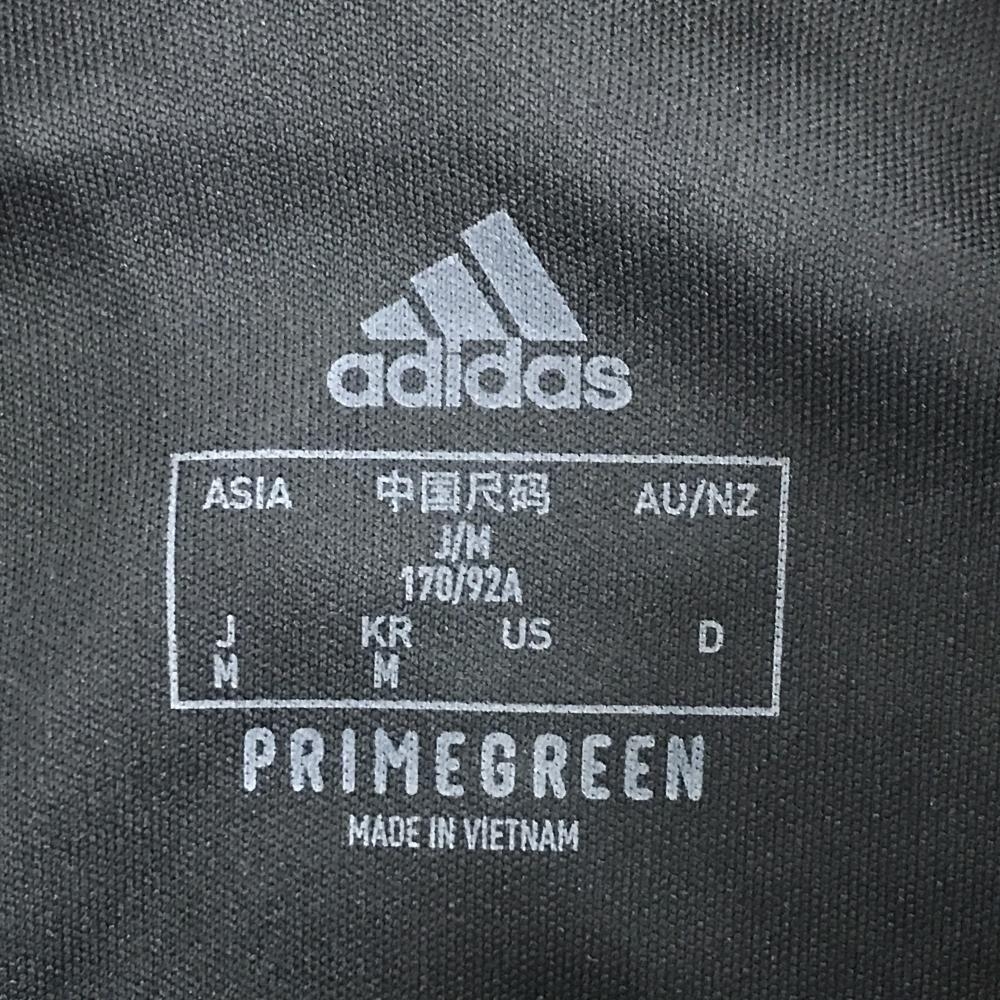 adidas
ASIA 中国尺码 AU/NZ
J/M
170/92A
J KR US D
M M
PRIMEGREEN
MADE IN VIETNAM